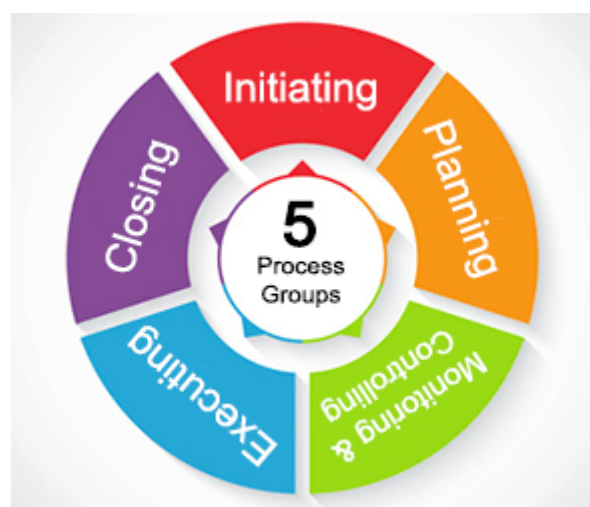 Initiating
Planning
Monitoring &
Controlling
Executing
Closing
5
Process
Groups